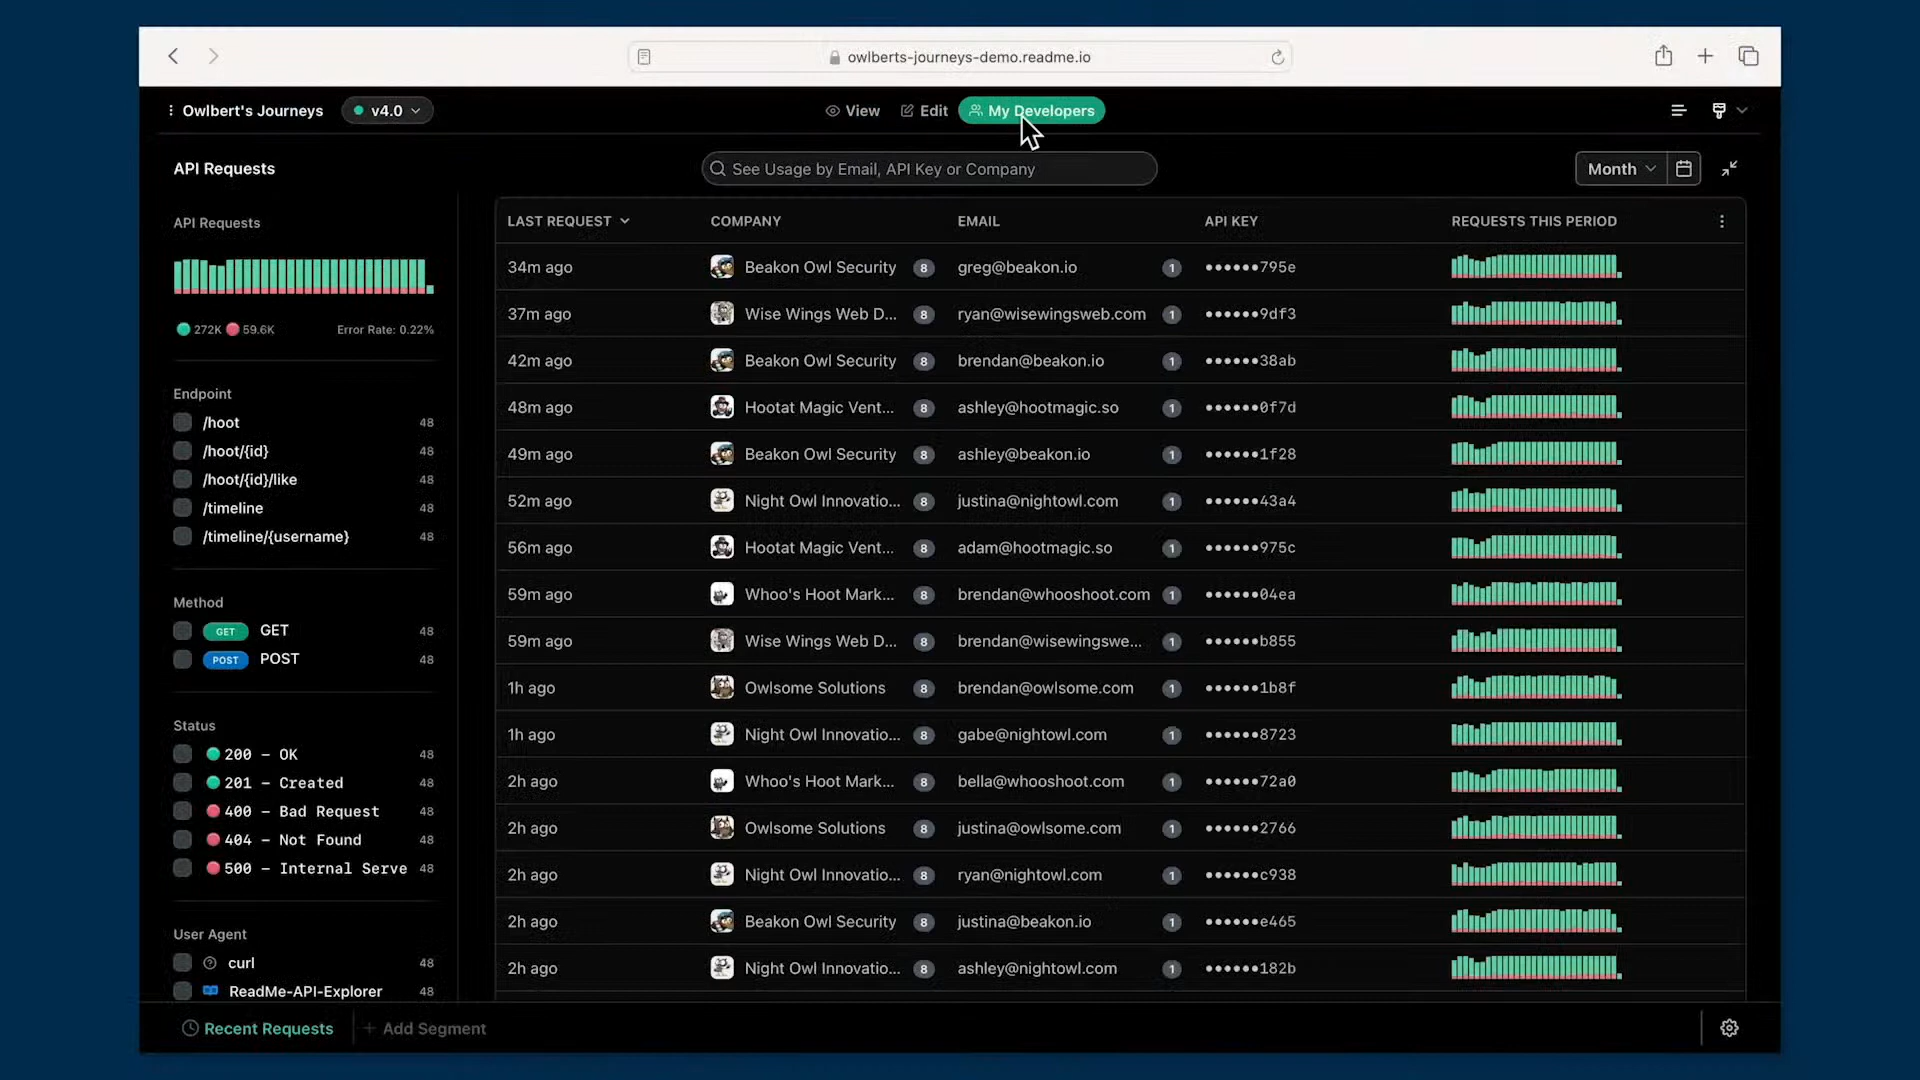 owlberts-journeys-demo.readme.io
Owlbert's Journeys
v4.0
View
Edit
My Developers
API Requests
See Usage by Email, API Key or Company
Month
API Requests
272K 59.6K Error Rate: 0.22%
Endpoint
/hoot 48
/hoot/{id} 48
/hoot/{id}/like 48
/timeline 48
/timeline/{username} 48
Method
GET GET 48
POST POST 48
Status
200 – OK 48
201 – Created 48
400 – Bad Request 48
404 – Not Found 48
500 – Internal Serve 48
User Agent
curl 48
ReadMe-API-Explorer 48
LAST REQUEST COMPANY EMAIL API KEY REQUESTS THIS PERIOD
34m ago Beakon Owl Security 8 greg@beakon.io 1 ••••••795e
37m ago Wise Wings Web D... 8 ryan@wisewingsweb.com 1 ••••••9df3
42m ago Beakon Owl Security 8 brendan@beakon.io 1 ••••••38ab
48m ago Hootat Magic Vent... 8 ashley@hootmagic.so 1 ••••••0f7d
49m ago Beakon Owl Security 8 ashley@beakon.io 1 ••••••1f28
52m ago Night Owl Innovatio... 8 justina@nightowl.com 1 ••••••43a4
56m ago Hootat Magic Vent... 8 adam@hootmagic.so 1 ••••••975c
59m ago Whoo's Hoot Mark... 8 brendan@whooshoot.com 1 ••••••04ea
59m ago Wise Wings Web D... 8 brendan@wisewingswe... 1 ••••••b855
1h ago Owlsome Solutions 8 brendan@owlsome.com 1 ••••••1b8f
1h ago Night Owl Innovatio... 8 gabe@nightowl.com 1 ••••••8723
2h ago Whoo's Hoot Mark... 8 bella@whooshoot.com 1 ••••••72a0
2h ago Owlsome Solutions 8 justina@owlsome.com 1 ••••••2766
2h ago Night Owl Innovatio... 8 ryan@nightowl.com 1 ••••••c938
2h ago Beakon Owl Security 8 justina@beakon.io 1 ••••••e465
2h ago Night Owl Innovatio... 8 ashley@nightowl.com 1 ••••••182b
Recent Requests
+ Add Segment